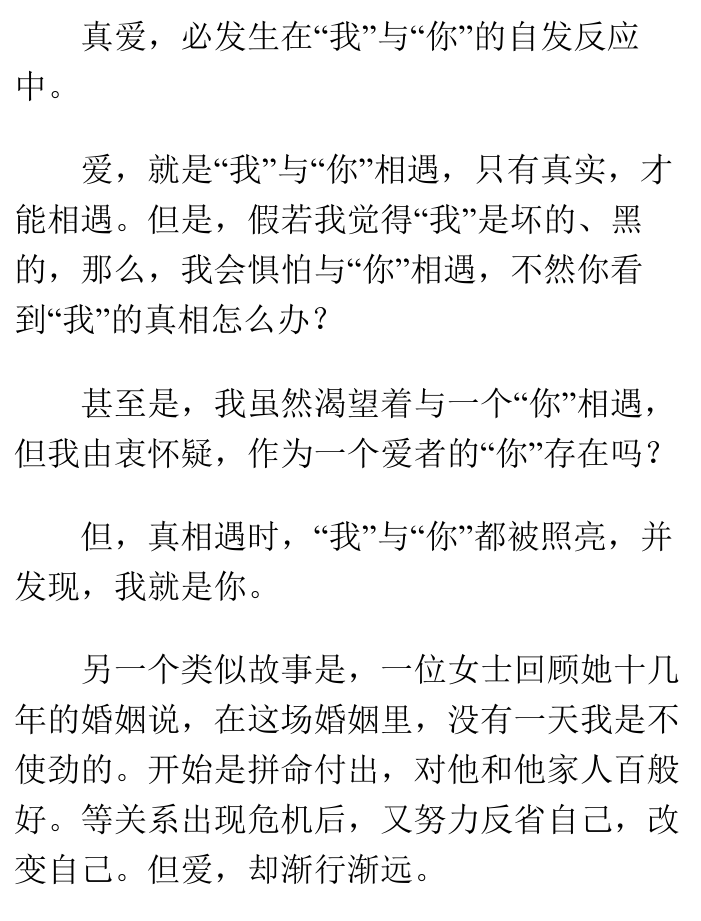 真爱，必发生在“我”与“你”的自发反应
中。
爱，就是“我”与“你”相遇，只有真实，才
能相遇。但是，假若我觉得“我”是坏的、黑
的，那么，我会惧怕与“你”相遇，不然你看
到“我”的真相怎么办？
甚至是，我虽然渴望着与一个“你”相遇，
但我由衷怀疑，作为一个爱者的“你”存在吗？
但，真相遇时，“我”与“你”都被照亮，并
发现，我就是你。
另一个类似故事是，一位女士回顾她十几
年的婚姻说，在这场婚姻里，没有一天我是不
使劲的。开始是拼命付出，对他和他家人百般
好。等关系出现危机后，又努力反省自己，改
变自己。但爱，却渐行渐远。